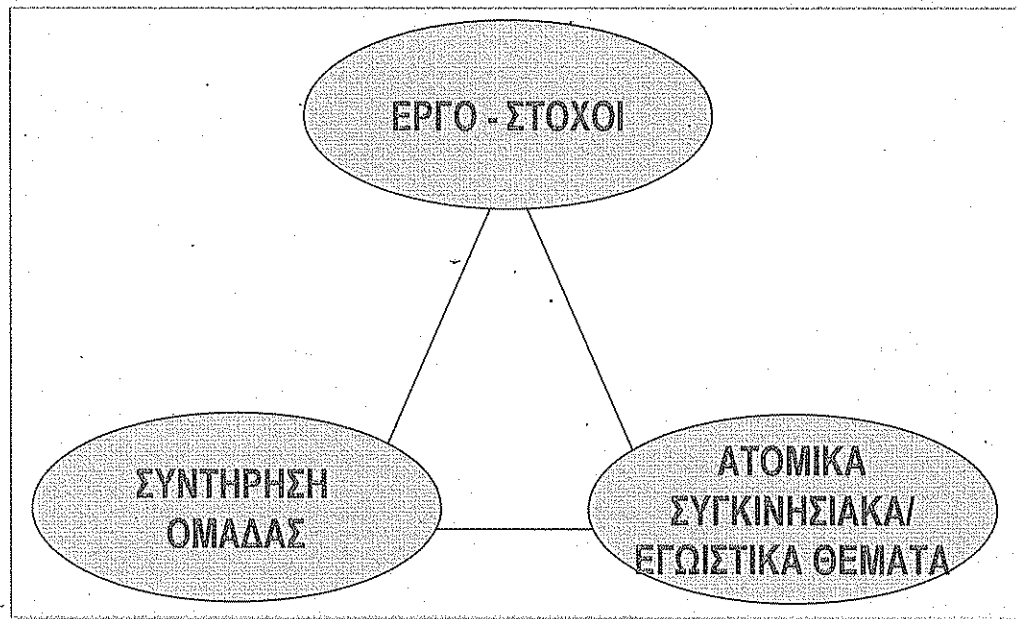 ΕΡΓΟ - ΣΤΟΧΟΙ
ΣΥΝΤΗΡΗΣΗ
ΟΜΑΔΑΣ
ΑΤΟΜΙΚΑ
ΣΥΓΚΙΝΗΣΙΑΚΑ/
ΕΓΩΙΣΤΙΚΑ ΘΕΜΑΤΑ